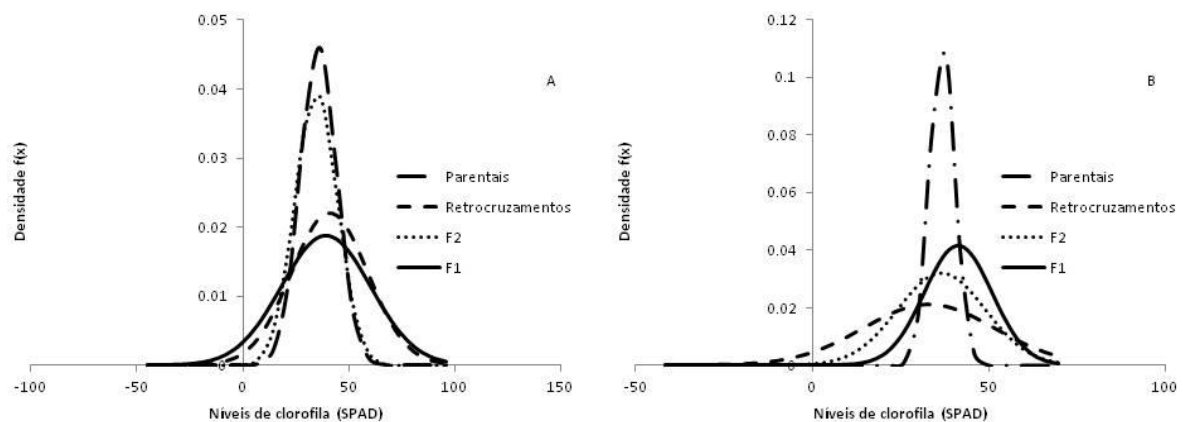 0.05
0.04
0.03
0.02
0.01
0
-100
-50
0
50
100
150
Densidade f(x)
Níveis de clorofila (SPAD)
A
Parentais
Retrocruzamentos
F2
F1
0.12
0.1
0.08
0.06
0.04
0.02
0
-50
0
50
100
Densidade f(x)
Níveis de clorofila (SPAD)
B
Parentais
Retrocruzamentos
F2
F1